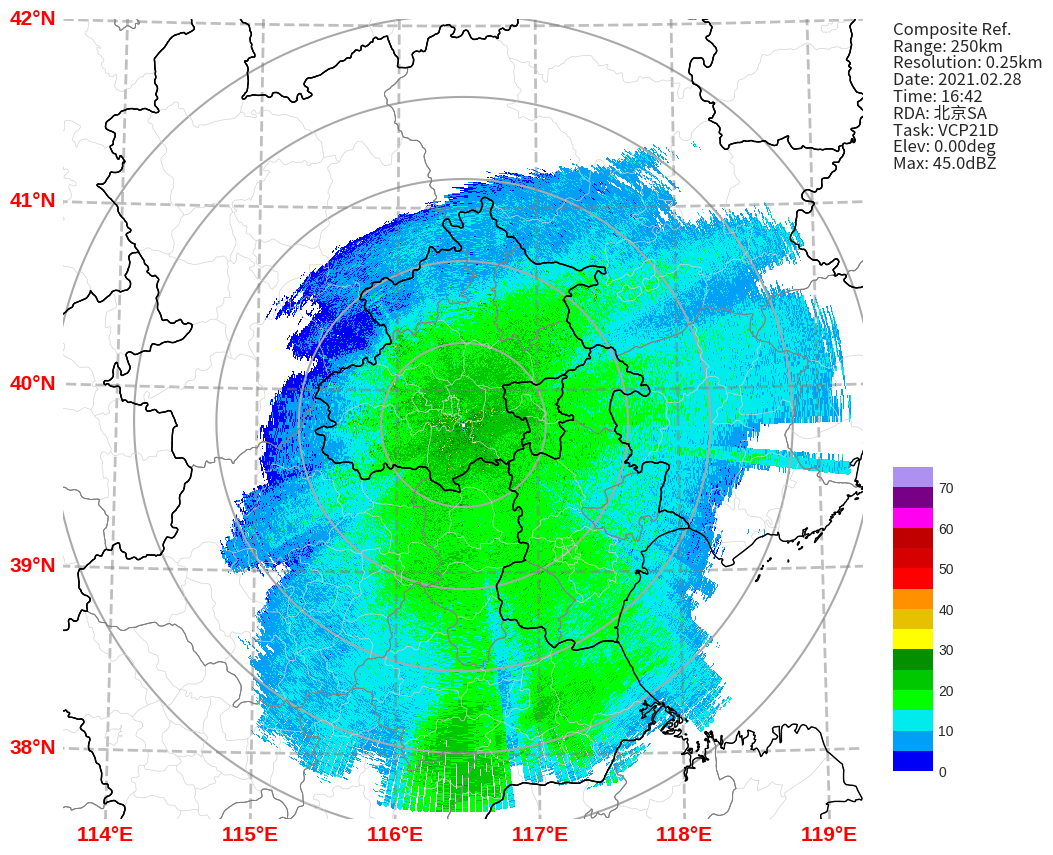 42°N
41°N
40°N
39°N
38°N
114°E
115°E
116°E
117°E
118°E
119°E
Composite Ref.
Range: 250km
Resolution: 0.25km
Date: 2021.02.28
Time: 16:42
RDA: 北京SA
Task: VCP21D
Elev: 0.00deg
Max: 45.0dBZ
70
60
50
40
30
20
10
0